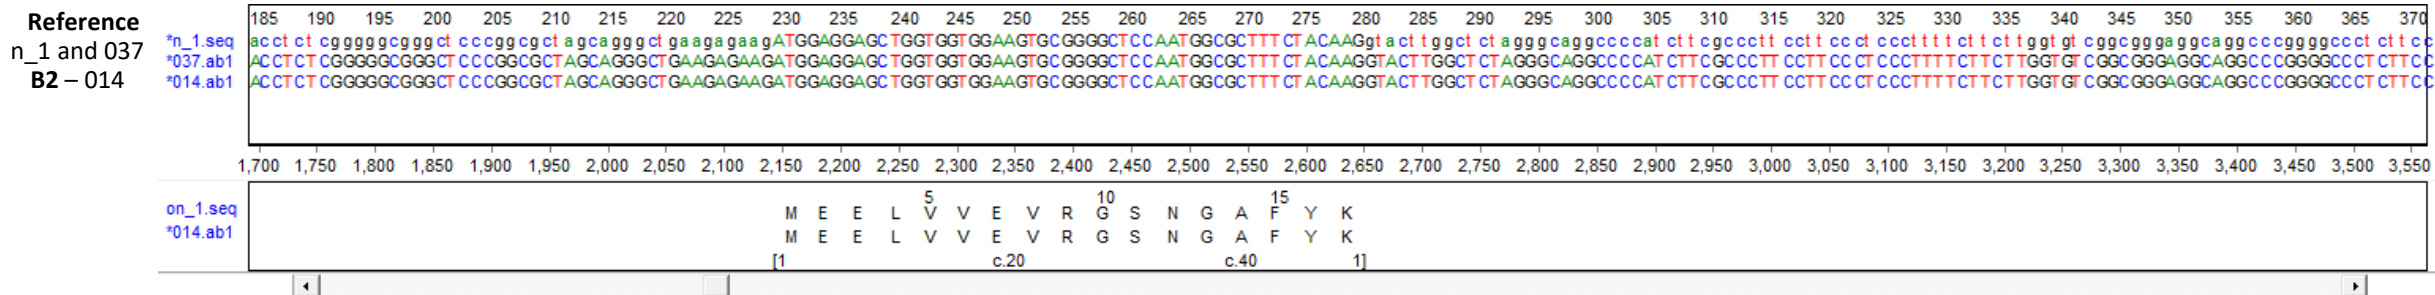 Reference
n_1 and 037
B2 – 014
185 190 195 200 205 210 215 220 225 230 235 240 245 250 255 260 265 270 275 280 285 290 295 300 305 310 315 320 325 330 335 340 345 350 355 360 365 370
*n_1.seq acctctcgggggcgggctcccggcgctagcagggctgaagagaagATGGAGGAGCTGGTGGTGGAAGTGCGGGGCTCCAATGGCGCTTTCTACAAGgtacttggctctagggcaggccccatcttcgcccttccttccctcccttttcttcttggtgtcggcgggaggcaggcccggggccctcttcc
*037.ab1 ACCTCTCGGGGGCGGGCTCCCGGCGCTAGCAGGGCTGAAGAGAAGATGGAGGAGCTGGTGGTGGAAGTGCGGGGCTCCAATGGCGCTTTCTACAAGGTACTTGGCTCTAGGGCAGGCCCCATCTTCGCCCTTCCTTCCCTCCCTTTTCTTCTTGGTGTCGGCGGGAGGCAGGCCCGGGGCCCTCTTCC
*014.ab1 ACCTCTCGGGGGCGGGCTCCCGGCGCTAGCAGGGCTGAAGAGAAGATGGAGGAGCTGGTGGTGGAAGTGCGGGGCTCCAATGGCGCTTTCTACAAGGTACTTGGCTCTAGGGCAGGCCCCATCTTCGCCCTTCCTTCCCTCCCTTTTCTTCTTGGTGTCGGCGGGAGGCAGGCCCGGGGCCCTCTTCC
1,700 1,750 1,800 1,850 1,900 1,950 2,000 2,050 2,100 2,150 2,200 2,250 2,300 2,350 2,400 2,450 2,500 2,550 2,600 2,650 2,700 2,750 2,800 2,850 2,900 2,950 3,000 3,050 3,100 3,150 3,200 3,250 3,300 3,350 3,400 3,450 3,500 3,550
5 10 15
on_1.seq M E E L V V E V R G S N G A F Y K
*014.ab1 M E E L V V E V R G S N G A F Y K
[1 c.20 c.40 1]